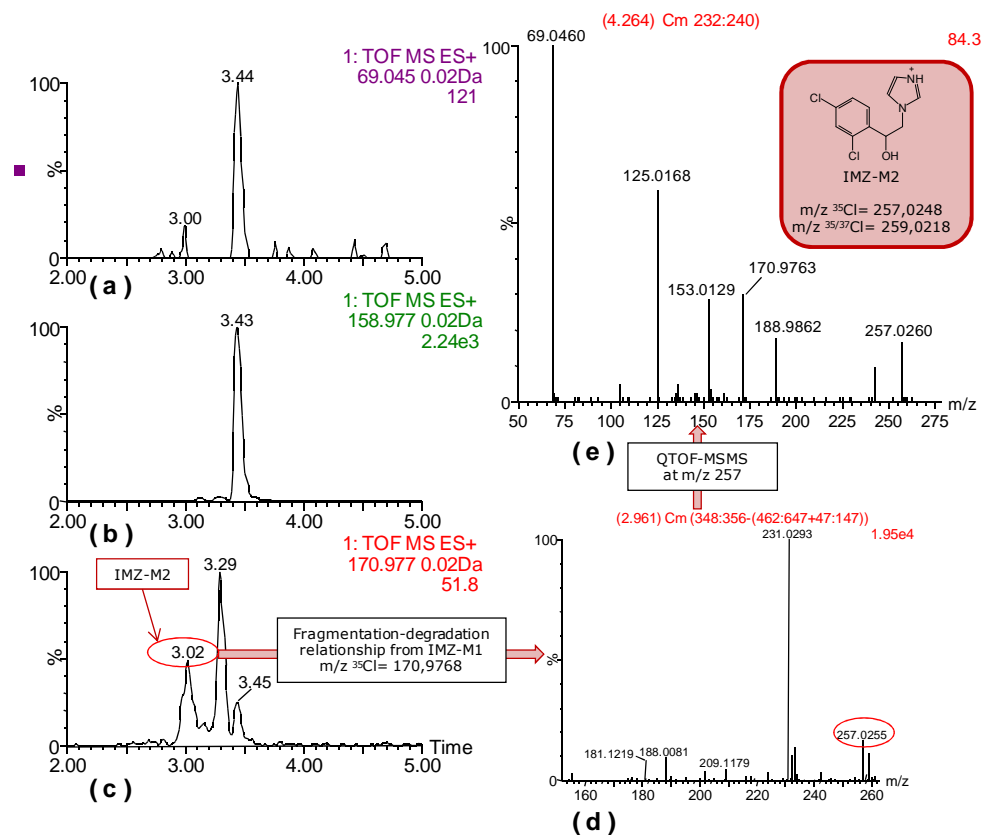 1: TOF MS ES+
69.045 0.02Da
121
100
%
0
3.44
3.00
2.00 3.00 4.00 5.00
(a)
1: TOF MS ES+
158.977 0.02Da
2.24e3
100
%
0
3.43
2.00 3.00 4.00 5.00
(b)
1: TOF MS ES+
170.977 0.02Da
51.8
100
%
0
IMZ-M2
3.29
3.02
3.45
Time
2.00 3.00 4.00 5.00
(c)
Fragmentation-degradation
relationship from IMZ-M1
m/z ³⁵Cl= 170,9768
(4.264) Cm 232:240)
84.3
100
%
0
69.0460
125.0168
153.0129
170.9763
188.9862
257.0260
Cl
Cl
OH
N
NH
+
IMZ-M2
m/z ³⁵Cl= 257,0248
m/z ³⁵/³⁷Cl= 259,0218
50 75 100 125 150 175 200 225 250 275 m/z
(e)
QTOF-MSMS
at m/z 257
(2.961) Cm (348:356-(462:647+47:147))
1.95e4
100
%
0
231.0293
257.0255
181.1219
188.0081
209.1179
160 180 200 220 240 260 m/z
(d)